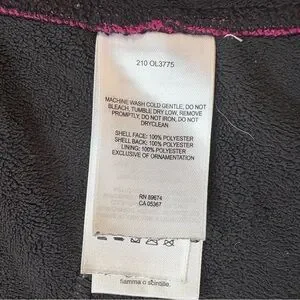 210 OL3775
MACHINE WASH COLD GENTLE, DO NOT
BLEACH, TUMBLE DRY LOW, REMOVE
PROMPTLY, DO NOT IRON, DO NOT
DRYCLEAN
SHELL FACE: 100% POLYESTER
SHELL BACK: 100% POLYESTER
LINING: 100% POLYESTER
EXCLUSIVE OF ORNAMENTATION
RN 89674
CA 05367
fiamma o scintille.